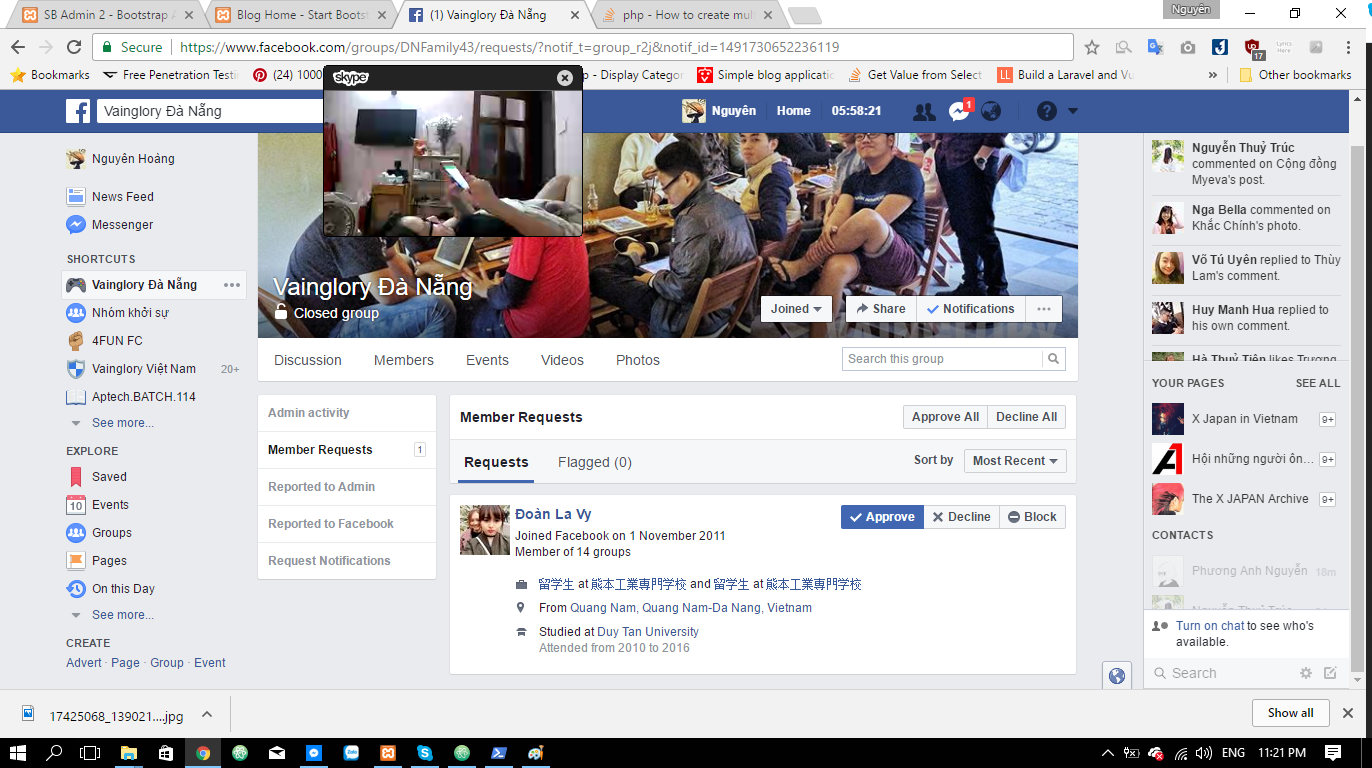 SB Admin 2 - Bootstrap A
Blog Home - Start Bootst
(1) Vainglory Đà Nẵng
php - How to create mul
Nguyên
Secure
https://www.facebook.com/groups/DNFamily43/requests/?notif_t=group_r2j&notif_id=1491730652236119
17
Bookmarks
Free Penetration Testi
(24) 1000
p - Display Categor
Simple blog applicatio
Get Value from Select
Build a Laravel and Vu
»
Other bookmarks
skype
Vainglory Đà Nẵng
Nguyên
Home
05:58:21
1
Nguyên Hoàng
News Feed
Messenger
SHORTCUTS
Vainglory Đà Nẵng
Nhóm khởi sự
4FUN FC
Vainglory Việt Nam 20+
Aptech.BATCH.114
See more...
EXPLORE
Saved
10 Events
Groups
Pages
On this Day
See more...
CREATE
Advert · Page · Group · Event
Vainglory Đà Nẵng
Closed group
Joined
Share
Notifications
Discussion
Members
Events
Videos
Photos
Search this group
Admin activity
Member Requests 1
Reported to Admin
Reported to Facebook
Request Notifications
Member Requests
Approve All
Decline All
Requests
Flagged (0)
Sort by
Most Recent
Đoàn La Vy
Approve
Decline
Block
Joined Facebook on 1 November 2011
Member of 14 groups
留学生 at 熊本工業専門学校 and 留学生 at 熊本工業専門学校
From Quang Nam, Quang Nam-Da Nang, Vietnam
Studied at Duy Tan University
Attended from 2010 to 2016
Nguyễn Thuỷ Trúc
commented on Cộng đồng
Myeva's post.
Nga Bella commented on
Khắc Chính's photo.
Võ Tú Uyên replied to Thùy
Lam's comment.
Huy Manh Hua replied to
his own comment.
Hà Thuỷ Tiên likes Trương
YOUR PAGES
SEE ALL
X Japan in Vietnam 9+
Hội những người ôn... 9+
The X JAPAN Archive 9+
CONTACTS
Phương Anh Nguyễn 18m
Nguyễn Thuỷ Trúc
Turn on chat to see who's
available.
Search
17425068_139021....jpg
Show all
Zalo
ENG
11:21 PM